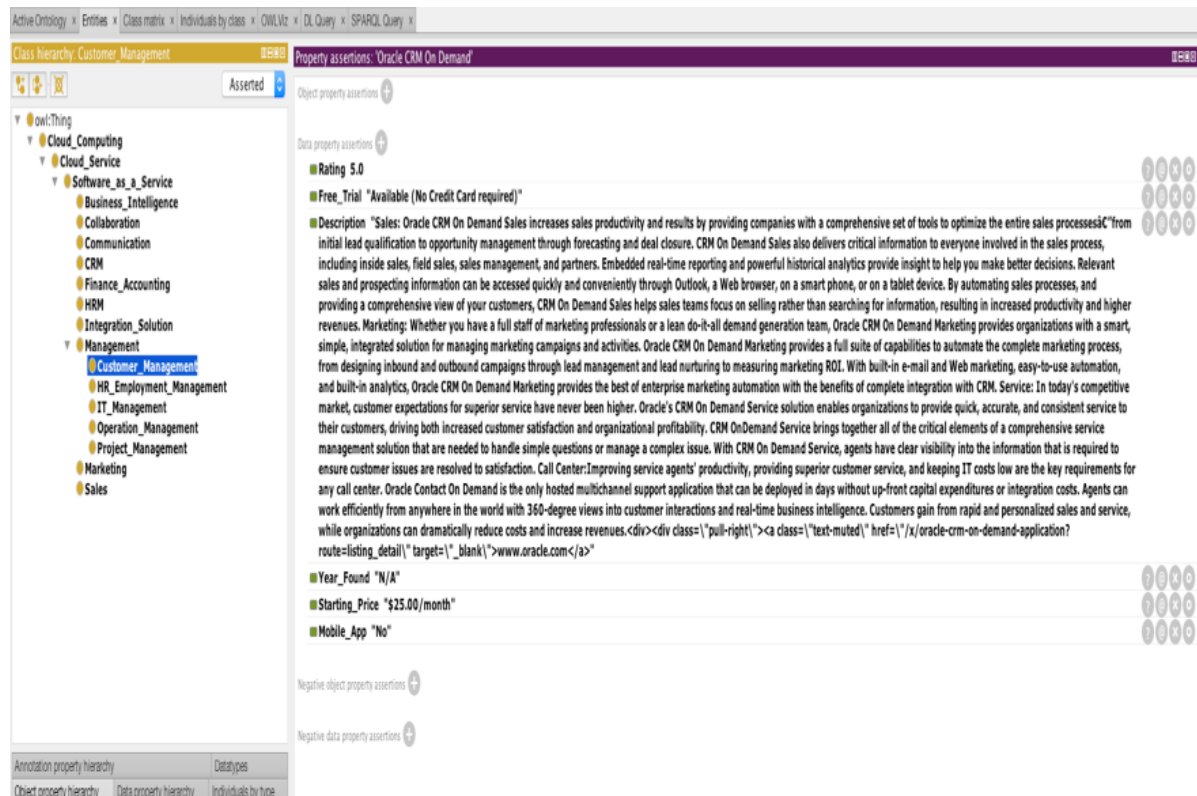 Active Ontology × Entities × Class matrix × Individuals by class × OWLViz × DL Query × SPARQL Query ×
Class hierarchy: Customer_Management
Asserted
owl:Thing
Cloud_Computing
Cloud_Service
Software_as_a_Service
Business_Intelligence
Collaboration
Communication
CRM
Finance_Accounting
HRM
Integration_Solution
Management
Customer_Management
HR_Employment_Management
IT_Management
Operation_Management
Project_Management
Marketing
Sales
Annotation property hierarchy Datatypes
Object property hierarchy Data property hierarchy Individuals by type
Property assertions: 'Oracle CRM On Demand'
Object property assertions
Data property assertions
Rating 5.0
Free_Trial "Available (No Credit Card required)"
Description "Sales: Oracle CRM On Demand Sales increases sales productivity and results by providing companies with a comprehensive set of tools to optimize the entire sales processesâ€"from
initial lead qualification to opportunity management through forecasting and deal closure. CRM On Demand Sales also delivers critical information to everyone involved in the sales process,
including inside sales, field sales, sales management, and partners. Embedded real-time reporting and powerful historical analytics provide insight to help you make better decisions. Relevant
sales and prospecting information can be accessed quickly and conveniently through Outlook, a Web browser, on a smart phone, or on a tablet device. By automating sales processes, and
providing a comprehensive view of your customers, CRM On Demand Sales helps sales teams focus on selling rather than searching for information, resulting in increased productivity and higher
revenues. Marketing: Whether you have a full staff of marketing professionals or a lean do-it-all demand generation team, Oracle CRM On Demand Marketing provides organizations with a smart,
simple, integrated solution for managing marketing campaigns and activities. Oracle CRM On Demand Marketing provides a full suite of capabilities to automate the complete marketing process,
from designing inbound and outbound campaigns through lead management and lead nurturing to measuring marketing ROI. With built-in e-mail and Web marketing, easy-to-use automation,
and built-in analytics, Oracle CRM On Demand Marketing provides the best of enterprise marketing automation with the benefits of complete integration with CRM. Service: In today's competitive
market, customer expectations for superior service have never been higher. Oracle's CRM On Demand Service solution enables organizations to provide quick, accurate, and consistent service to
their customers, driving both increased customer satisfaction and organizational profitability. CRM OnDemand Service brings together all of the critical elements of a comprehensive service
management solution that are needed to handle simple questions or manage a complex issue. With CRM On Demand Service, agents have clear visibility into the information that is required to
ensure customer issues are resolved to satisfaction. Call Center:Improving service agents' productivity, providing superior customer service, and keeping IT costs low are the key requirements for
any call center. Oracle Contact On Demand is the only hosted multichannel support application that can be deployed in days without up-front capital expenditures or integration costs. Agents can
work efficiently from anywhere in the world with 360-degree views into customer interactions and real-time business intelligence. Customers gain from rapid and personalized sales and service,
while organizations can dramatically reduce costs and increase revenues.<div><div class=\"pull-right\"><a class=\"text-muted\" href=\"/x/oracle-crm-on-demand-application?
route=listing_detail\" target=\"_blank\">www.oracle.com</a>"
Year_Found "N/A"
Starting_Price "$25.00/month"
Mobile_App "No"
Negative object property assertions
Negative data property assertions